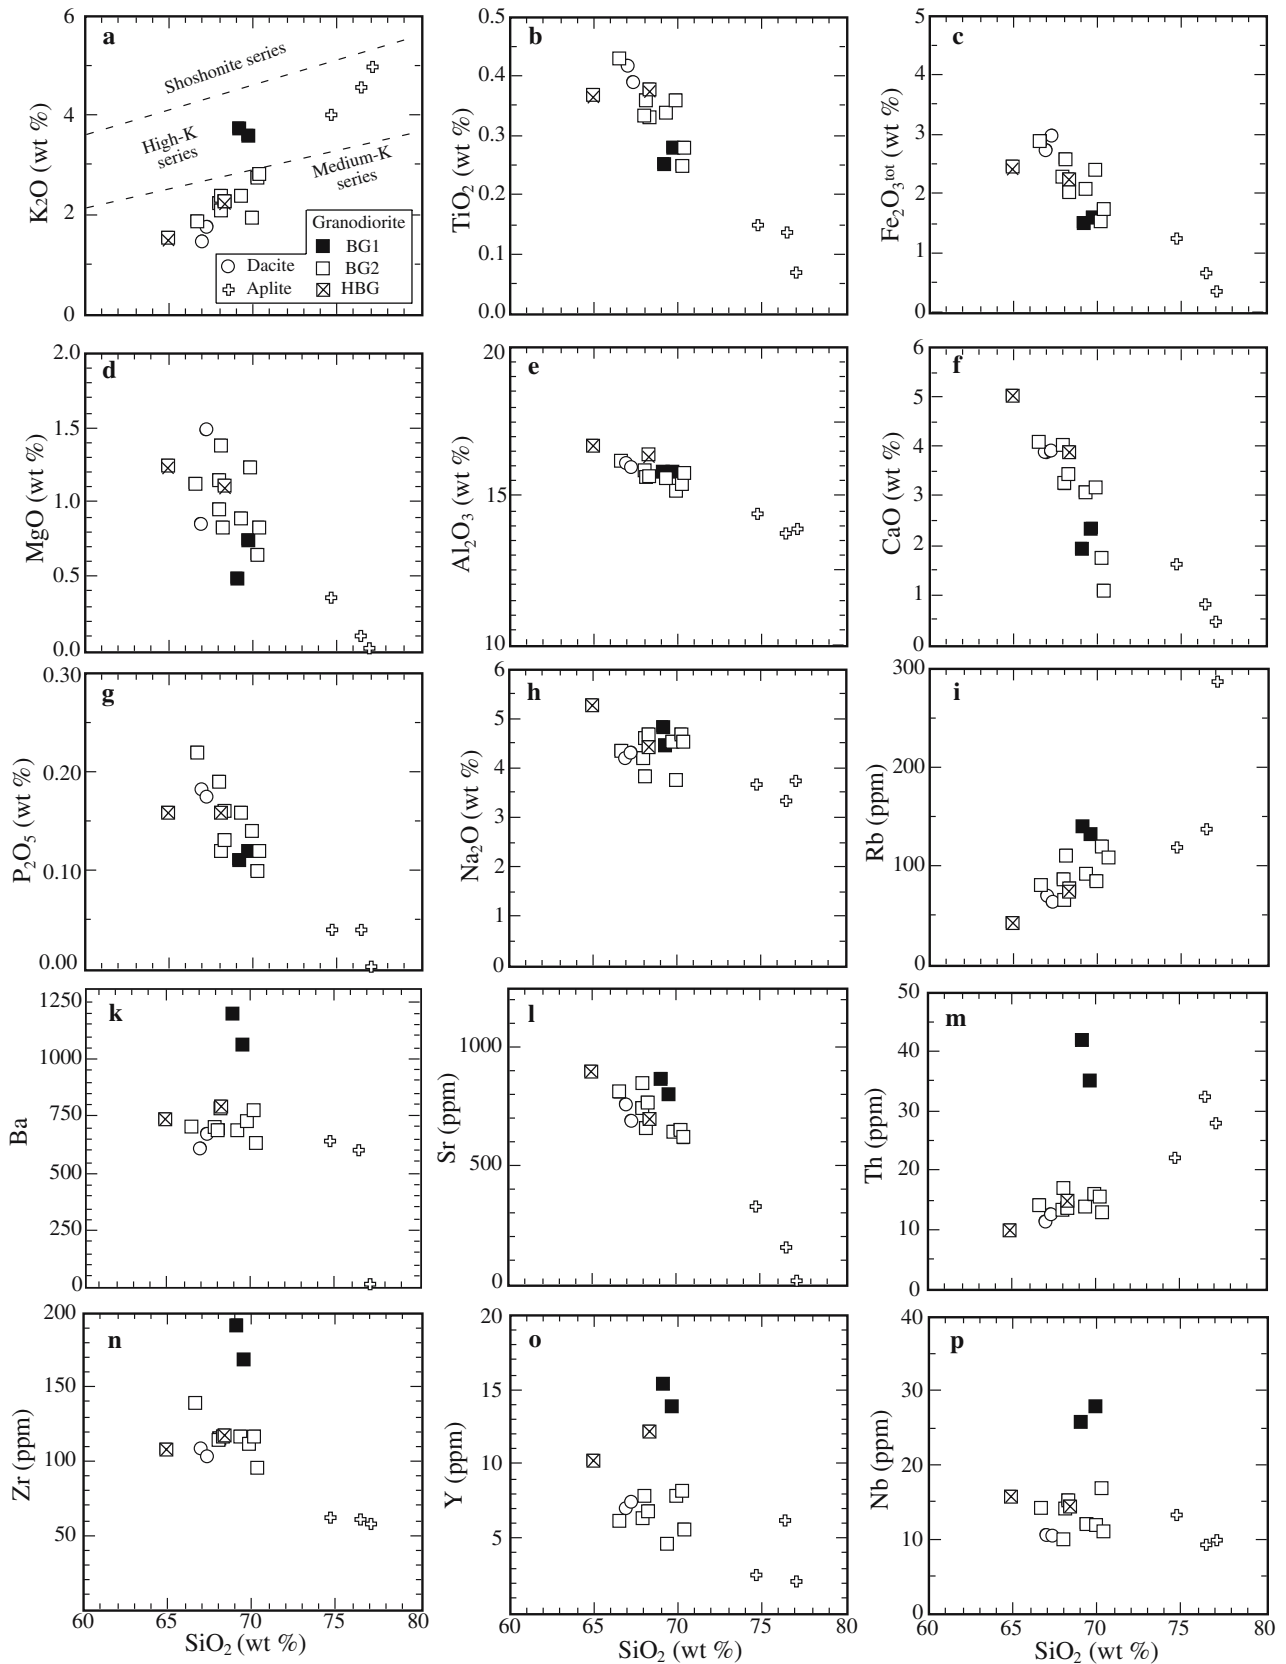 a
K2O (wt %)
6
4
2
0
Shoshonite series
High-K
series
Medium-K
series
Granodiorite
BG1
BG2
HBG
Dacite
Aplite
b
TiO2 (wt %)
0.5
0.4
0.3
0.2
0.1
0.0
c
Fe2O3tot (wt %)
5
4
3
2
1
0
d
MgO (wt %)
2.0
1.5
1.0
0.5
0.0
e
Al2O3 (wt %)
20
15
10
f
CaO (wt %)
6
5
4
3
2
1
0
g
P2O5 (wt %)
0.30
0.20
0.10
0.00
h
Na2O (wt %)
6
5
4
3
2
1
0
i
Rb (ppm)
300
200
100
0
k
Ba
1250
1000
750
500
250
0
l
Sr (ppm)
1000
500
0
m
Th (ppm)
50
40
30
20
10
0
n
Zr (ppm)
200
150
100
50
60 70 80
SiO2 (wt %)
o
Y (ppm)
20
15
10
5
60 70 80
SiO2 (wt %)
p
Nb (ppm)
40
30
20
10
0
60 70 80
SiO2 (wt %)